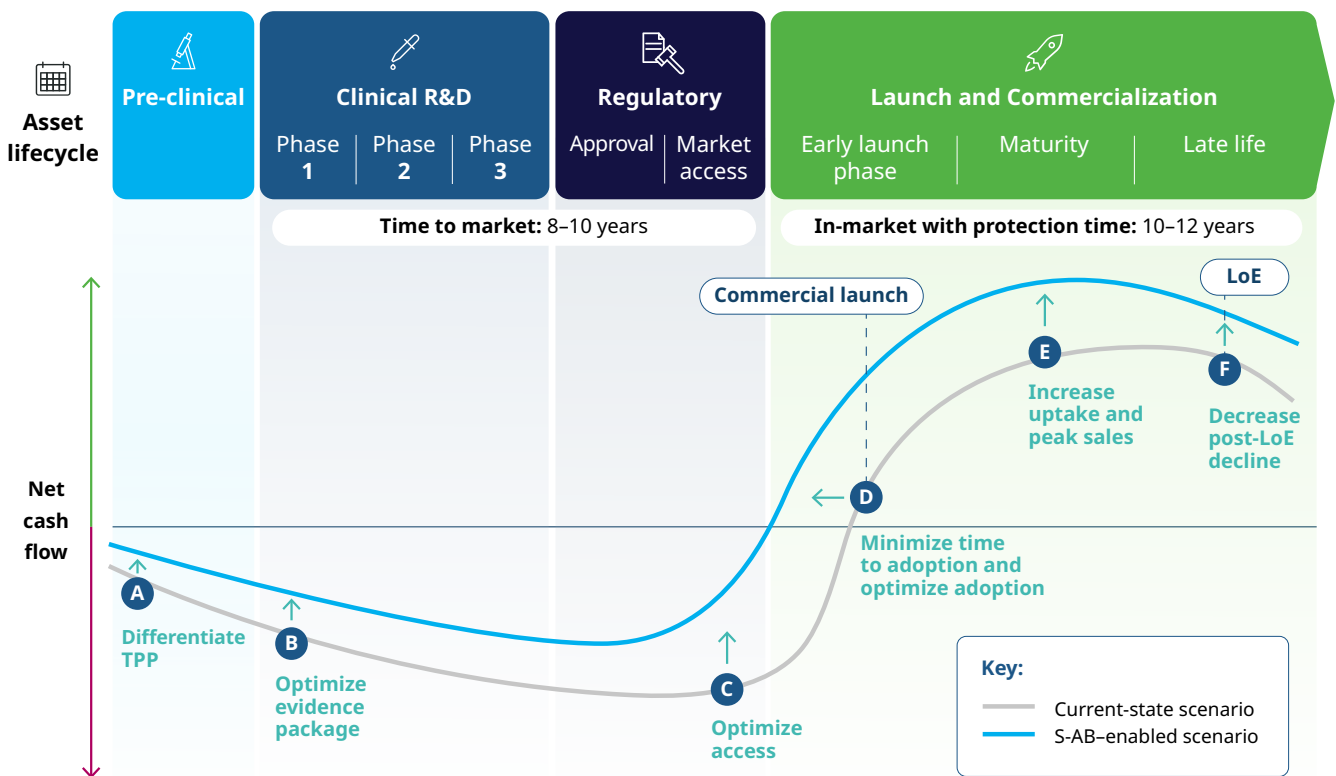 Asset
lifecycle
Pre-clinical
Clinical R&D
Phase
1
Phase
2
Phase
3
Regulatory
Approval
Market
access
Launch and Commercialization
Early launch
phase
Maturity
Late life
Time to market: 8–10 years
In-market with protection time: 10–12 years
Commercial launch
LoE
Net
cash
flow
A
Differentiate
TPP
B
Optimize
evidence
package
C
Optimize
access
D
Minimize time
to adoption and
optimize adoption
E
Increase
uptake and
peak sales
F
Decrease
post-LoE
decline
Key:
Current-state scenario
S-AB–enabled scenario